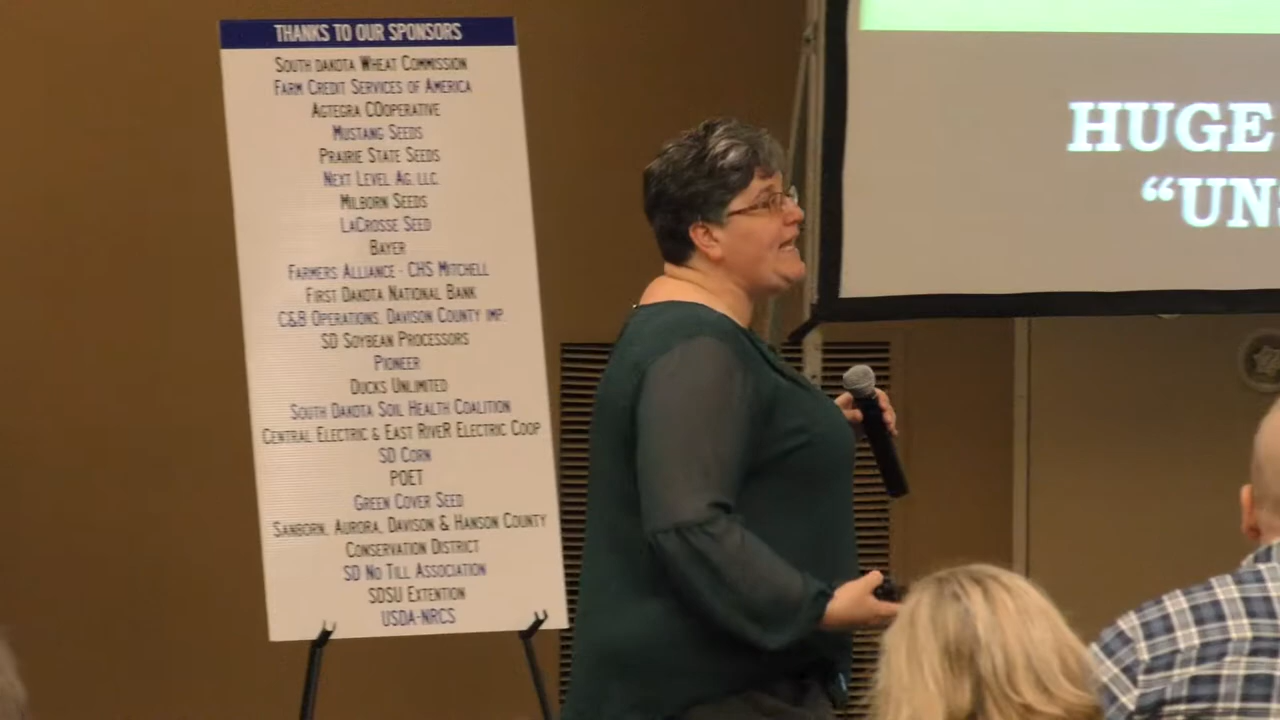 THANKS TO OUR SPONSORS
SOUTH DAKOTA WHEAT COMMISSION
FARM CREDIT SERVICES OF AMERICA
AGTEGRA COOPERATIVE
MUSTANG SEEDS
PRAIRIE STATE SEEDS
NEXT LEVEL AG, LLC
MILBORN SEEDS
LACROSSE SEED
BAYER
FARMERS ALLIANCE - CHS MITCHELL
FIRST DAKOTA NATIONAL BANK
C&B OPERATIONS, DAVISON COUNTY IMP.
SD SOYBEAN PROCESSORS
PIONEER
DUCKS UNLIMITED
SOUTH DAKOTA SOIL HEALTH COALITION
CENTRAL ELECTRIC & EAST RIVER ELECTRIC COOP
SD CORN
POET
GREEN COVER SEED
SANBORN, AURORA, DAVISON & HANSON COUNTY
CONSERVATION DISTRICT
SD NO TILL ASSOCIATION
SDSU EXTENTION
USDA-NRCS
HUGE
“UN